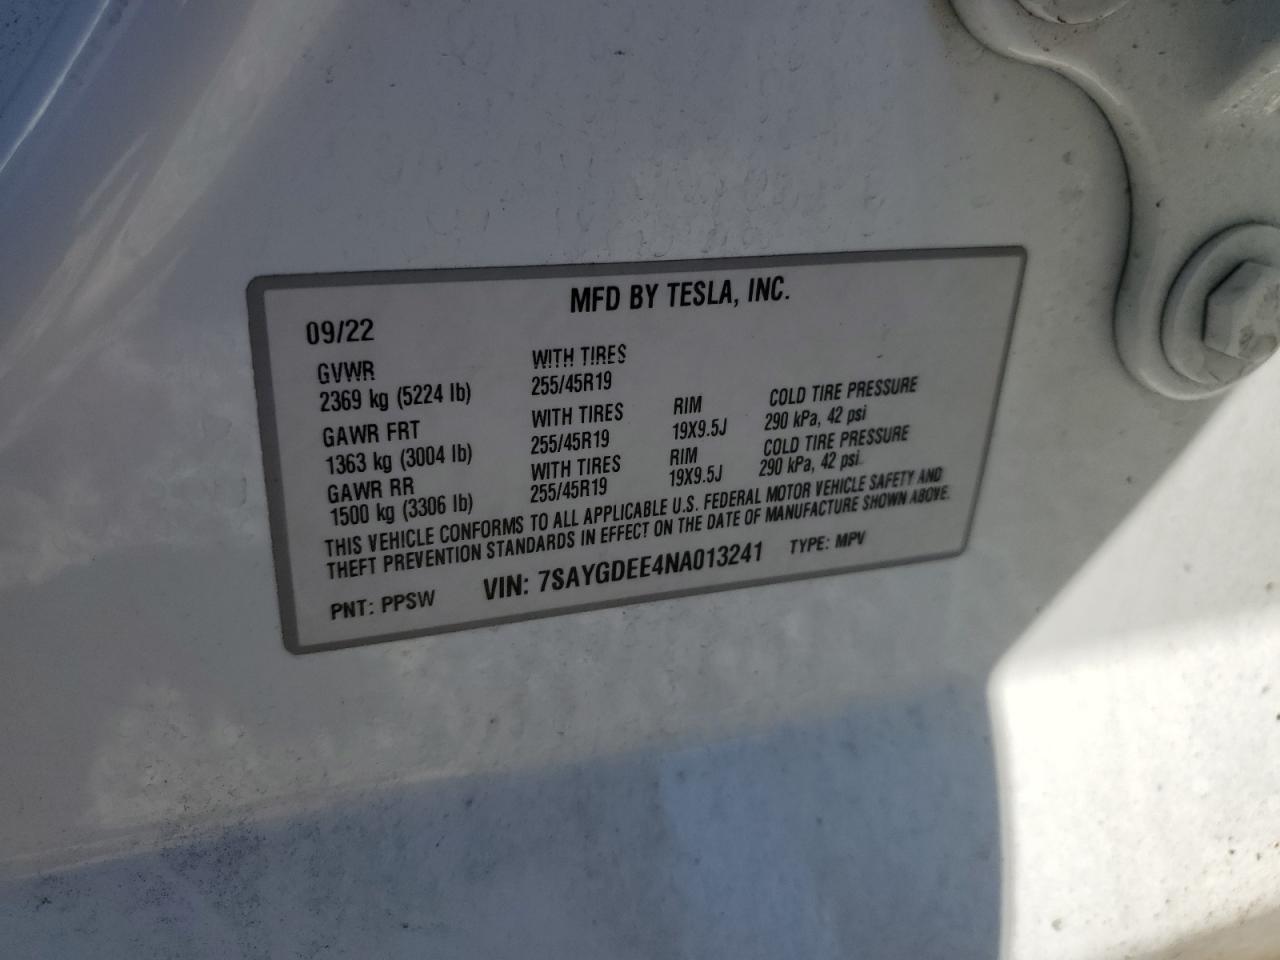 MFD BY TESLA, INC.
09/22
GVWR WITH TIRES
2369 kg (5224 lb) 255/45R19
GAWR FRT WITH TIRES RIM COLD TIRE PRESSURE
1363 kg (3004 lb) 255/45R19 19X9.5J 290 kPa, 42 psi
GAWR RR WITH TIRES RIM COLD TIRE PRESSURE
1500 kg (3306 lb) 255/45R19 19X9.5J 290 kPa, 42 psi
THIS VEHICLE CONFORMS TO ALL APPLICABLE U.S. FEDERAL MOTOR VEHICLE SAFETY AND
THEFT PREVENTION STANDARDS IN EFFECT ON THE DATE OF MANUFACTURE SHOWN ABOVE.
PNT: PPSW VIN: 7SAYGDEE4NA013241 TYPE: MPV